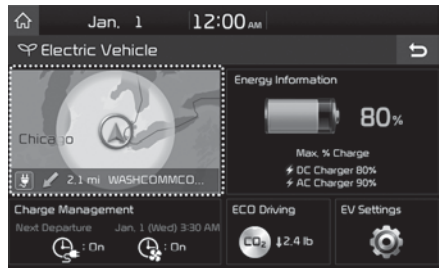 Jan. 1 12:00 AM
Electric Vehicle
Chicago
2.1 mi WASHCOMMCO...
Energy Information
80%
Max. % Charge
DC Charger 80%
AC Charger 90%
Charge Management
Next Departure Jan. 1 (Wed) 3:30 AM
: On : On
ECO Driving
CO2 2.4 lb
EV Settings